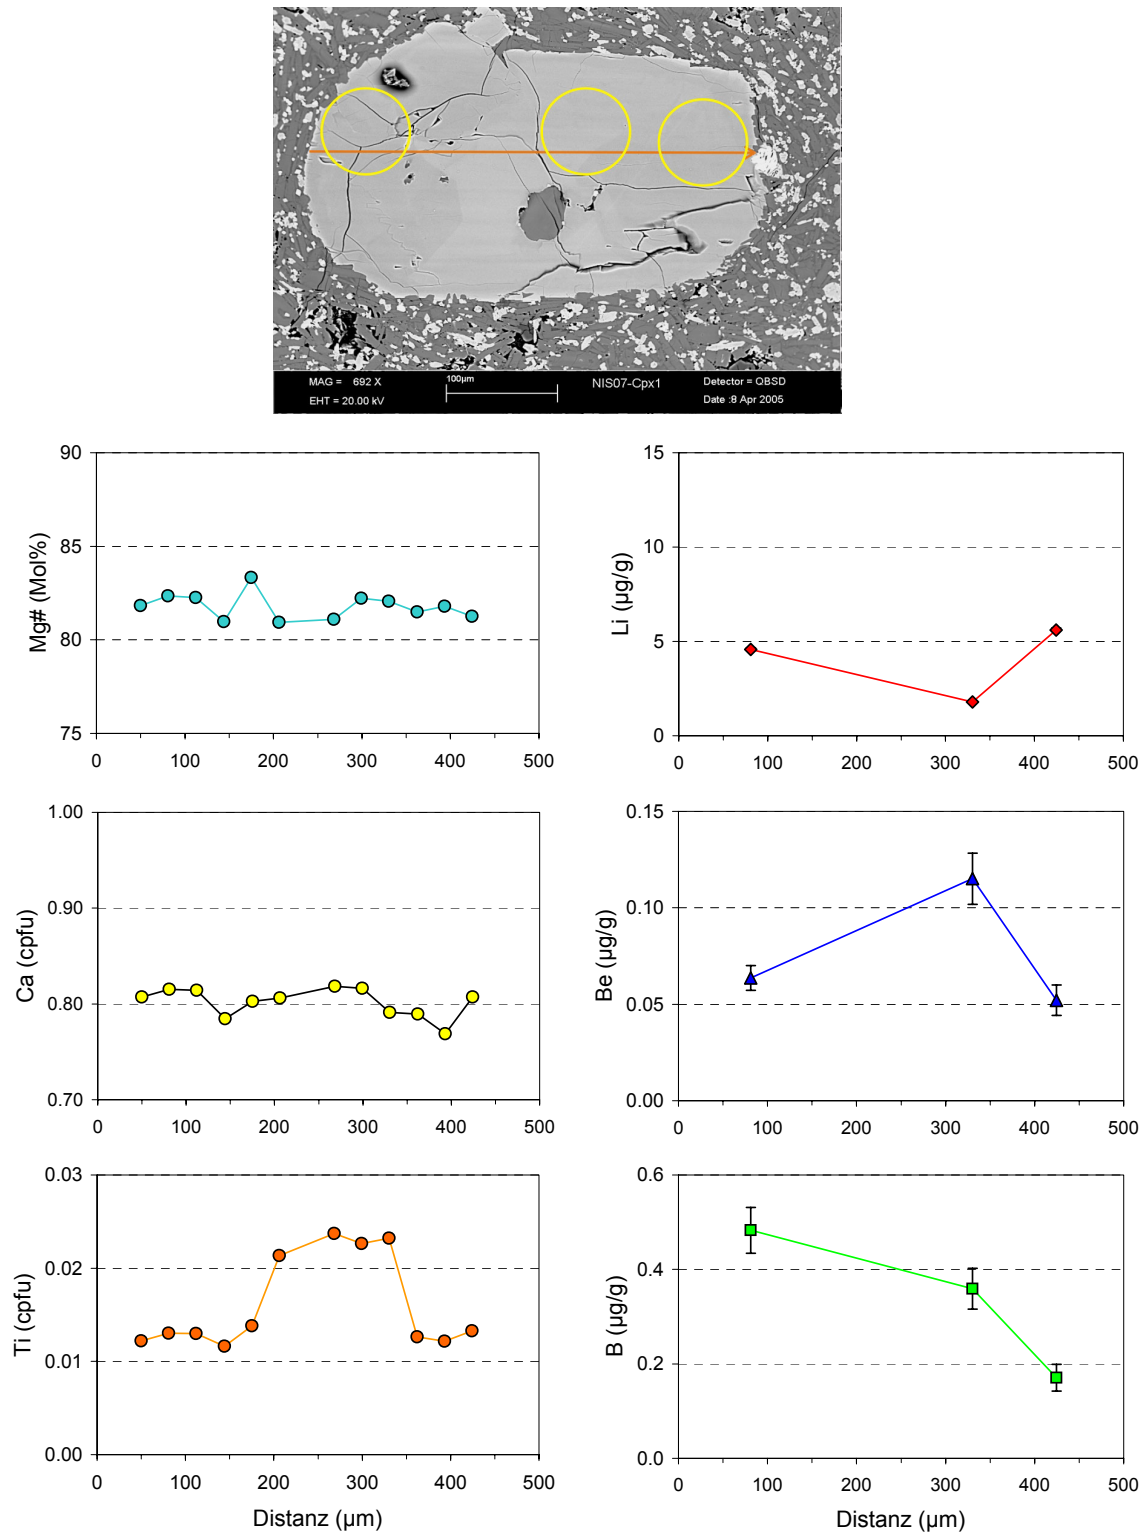 MAG = 692 X
100µm
NIS07-Cpx1
Detector = QBSD
EHT = 20.00 kV
Date :8 Apr 2005
Mg# (Mol%)
90
85
80
75
0 100 200 300 400 500
Li (µg/g)
15
10
5
0
0 100 200 300 400 500
Ca (cpfu)
1.00
0.90
0.80
0.70
0 100 200 300 400 500
Be (µg/g)
0.15
0.10
0.05
0.00
0 100 200 300 400 500
Ti (cpfu)
0.03
0.02
0.01
0.00
0 100 200 300 400 500
Distanz (µm)
B (µg/g)
0.6
0.4
0.2
0.0
0 100 200 300 400 500
Distanz (µm)